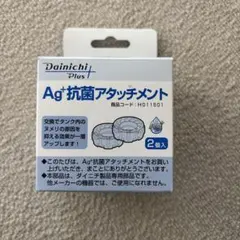 Dainichi
Plus+
Ag+抗菌アタッチメント
商品コード：H011501
交換でタンク内の
ヌメリの原因を
抑える効果が一層
アップします！
2個入
◆このたびは、Ag+抗菌アタッチメントをお買い
上げいただき、まことにありがとうございます。
◆本部品は、ダイニチ製品専用部品です。
他メーカーの機器では、ご使用になれません。